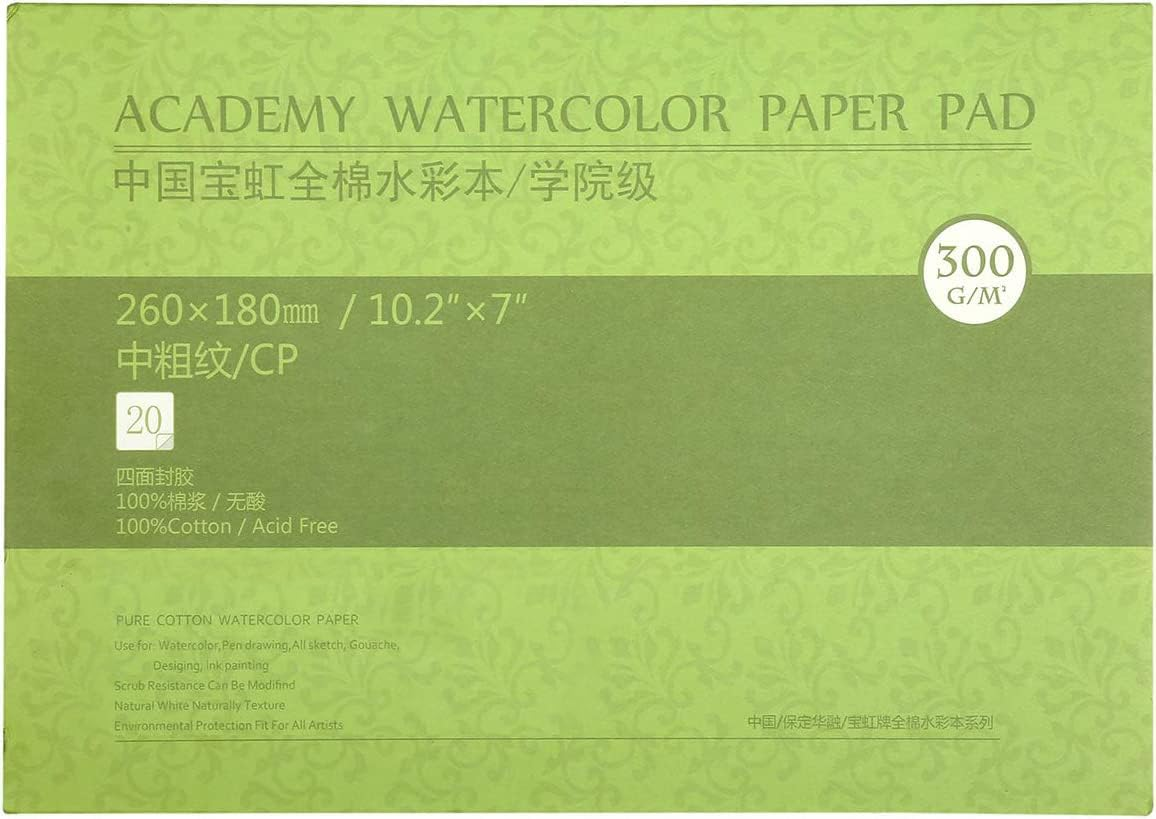 ACADEMY WATERCOLOR PAPER PAD
中国宝虹全棉水彩本/学院级
300
G/M²
260×180mm / 10.2"×7"
中粗纹/CP
20
四面封胶
100%棉浆 / 无酸
100%Cotton / Acid Free
PURE COTTON WATERCOLOR PAPER
Use for: Watercolor,Pen drawing,All sketch, Gouache,
Desiging, ink painting
Scrub Resistance Can Be Modifind
Natural White Naturally Texture
Environmental Protection Fit For All Artists
中国/保定华融/宝虹牌全棉水彩本系列